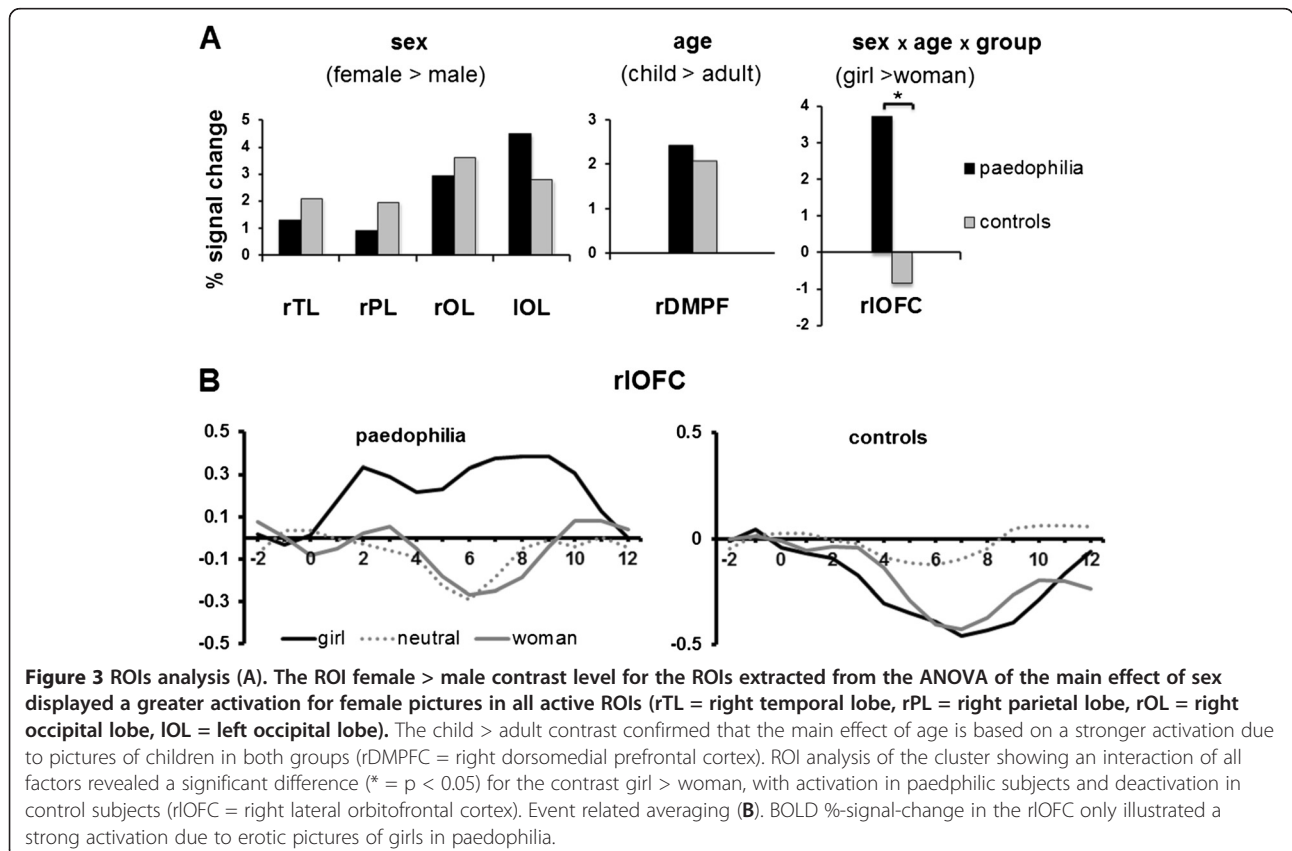 A
sex
(female > male)
age
(child > adult)
sex x age x group
(girl >woman)
% signal change
5
4
3
2
1
0
rTL rPL rOL lOL
3
2
1
0
rDMPF
4
3
2
1
0
-1
-2
*
rlOFC
paedophilia
controls
B
rlOFC
paedophilia
0.5
0.3
0.1
-0.1
-0.3
-0.5
-2 0 2 4 6 8 10 12
girl neutral woman
controls
0.5
0
-0.5
-2 0 2 4 6 8 10 12
Figure 3 ROIs analysis (A). The ROI female > male contrast level for the ROIs extracted from the ANOVA of the main effect of sex
displayed a greater activation for female pictures in all active ROIs (rTL = right temporal lobe, rPL = right parietal lobe, rOL = right
occipital lobe, lOL = left occipital lobe). The child > adult contrast confirmed that the main effect of age is based on a stronger activation due
to pictures of children in both groups (rDMPFC = right dorsomedial prefrontal cortex). ROI analysis of the cluster showing an interaction of all
factors revealed a significant difference (* = p < 0.05) for the contrast girl > woman, with activation in paedphilic subjects and deactivation in
control subjects (rlOFC = right lateral orbitofrontal cortex). Event related averaging (B). BOLD %-signal-change in the rlOFC only illustrated a
strong activation due to erotic pictures of girls in paedophilia.